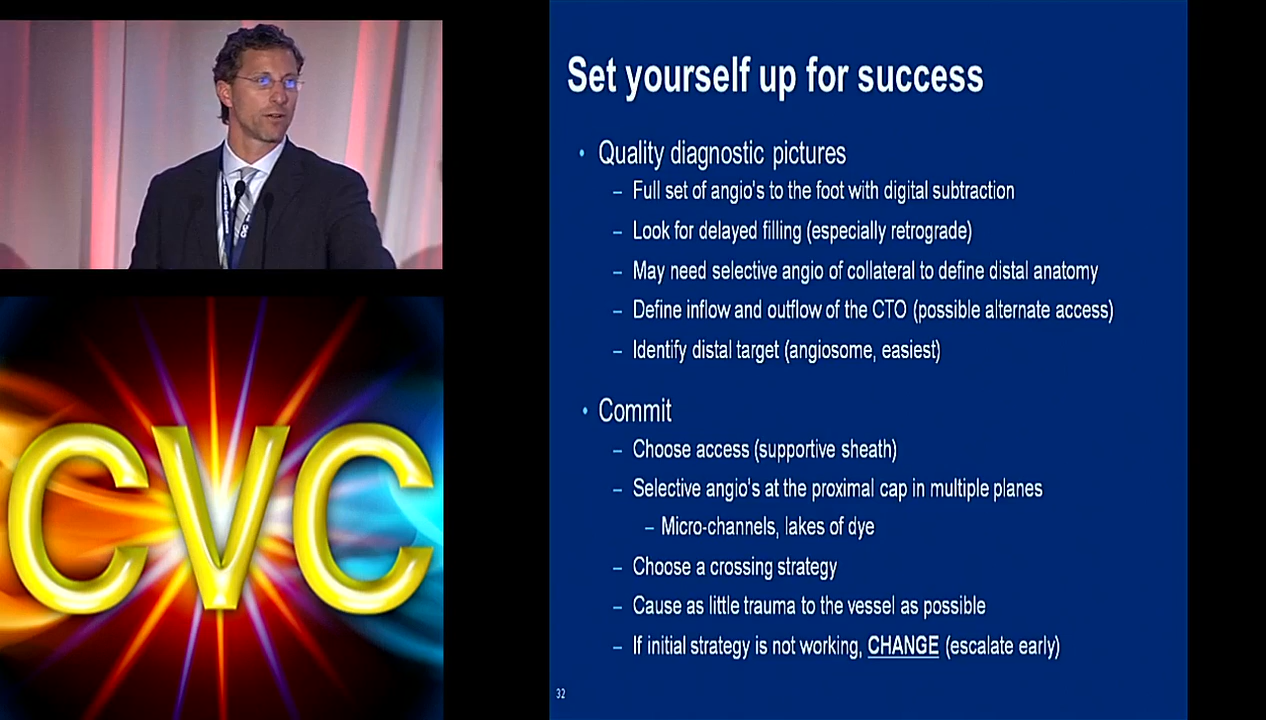 Set yourself up for success
• Quality diagnostic pictures
– Full set of angio's to the foot with digital subtraction
– Look for delayed filling (especially retrograde)
– May need selective angio of collateral to define distal anatomy
– Define inflow and outflow of the CTO (possible alternate access)
– Identify distal target (angiosome, easiest)
• Commit
– Choose access (supportive sheath)
– Selective angio's at the proximal cap in multiple planes
– Micro-channels, lakes of dye
– Choose a crossing strategy
– Cause as little trauma to the vessel as possible
– If initial strategy is not working, CHANGE (escalate early)
32
CVC